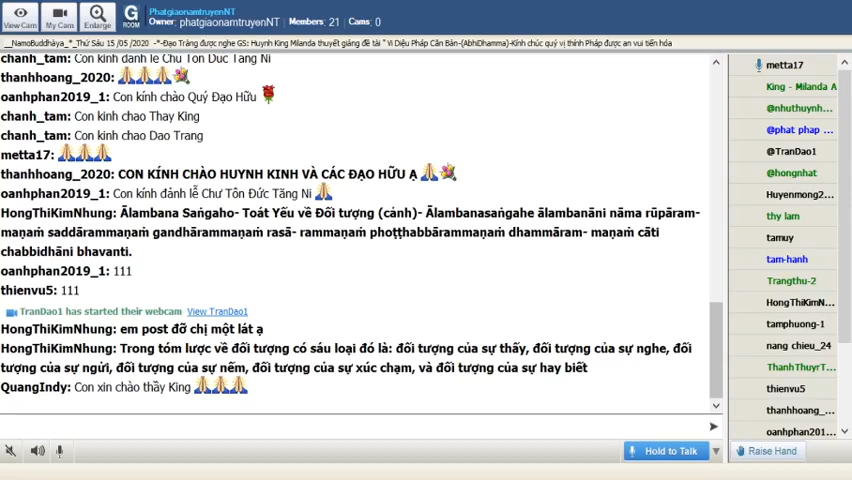 PhatgiaonamtruyenNT
Owner: phatgiaonamtruyenNT Members: 21 Cams: 0
View Cam My Cam Enlarge G ROOM
__NamoBuddhàya_*_Thứ Sáu 15 /05 /2020 -*-Đạo Tràng được nghe GS: Huynh King Milanda thuyết giảng đề tài " Vi Diệu Pháp Căn Bản-(AbhiDhamma)-Kính chúc quý vị thính Pháp được an vui tiến hóa
chanh_tam: Con kinh danh le Chu Ton Duc Tang Ni
thanhhoang_2020:
oanhphan2019_1: Con kính chào Quý Đạo Hữu
chanh_tam: Con kinh chao Thay King
chanh_tam: Con kinh chao Dao Trang
metta17:
thanhhoang_2020: CON KÍNH CHÀO HUYNH KINH VÀ CÁC ĐẠO HỮU Ạ
oanhphan2019_1: Con kính đảnh lễ Chư Tôn Đức Tăng Ni
HongThiKimNhung: Ālambana Saṅgaho- Toát Yếu về Đối tượng (cảnh)- Ālambanasaṅgahe ālambanāni nāma rūpāram-
maṇaṁ saddārammaṇaṁ gandhārammaṇaṁ rasā- rammaṇaṁ phoṭṭhabbārammaṇaṁ dhammāram- maṇaṁ cāti
chabbidhāni bhavanti.
oanhphan2019_1: 111
thienvu5: 111
TranDao1 has started their webcam View TranDao1
HongThiKimNhung: em post đỡ chị một lát ạ
HongThiKimNhung: Trong tóm lược về đối tượng có sáu loại đó là: đối tượng của sự thấy, đối tượng của sự nghe, đối
tượng của sự ngửi, đối tượng của sự nếm, đối tượng của sự xúc chạm, và đối tượng của sự hay biết
QuangIndy: Con xin chào thầy King
Hold to Talk
Raise Hand
metta17
King - Milanda A
@nhuthuynh...
@phat phap ...
@TranDao1
@hongnhat
Huyenmong2...
thy lam
tamuy
tam-hanh
Trangthu-2
HongThiKimN...
tamphuong-1
nang chieu_24
ThanhThuyrT...
thienvu5
thanhhoang_...
oanhphan201...